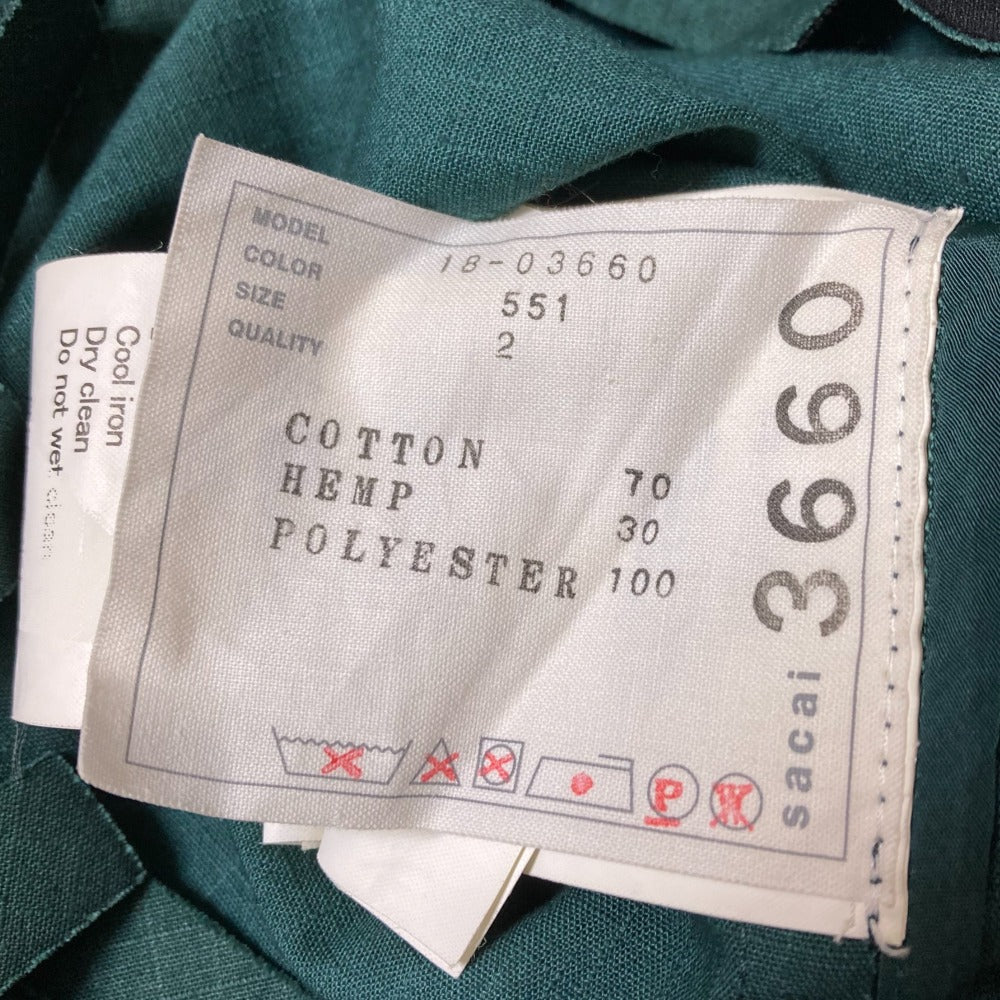 MODEL 18-03660
COLOR 551
SIZE 2
QUALITY
COTTON 70
HEMP 30
POLYESTER 100
P
W
sacai 3660
Cool iron
Dry clean
Do not wet clean